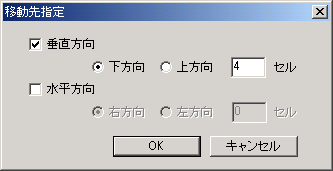 移動先指定
垂直方向
下方向 上方向 4 セル
水平方向
右方向 左方向 0 セル
OK キャンセル